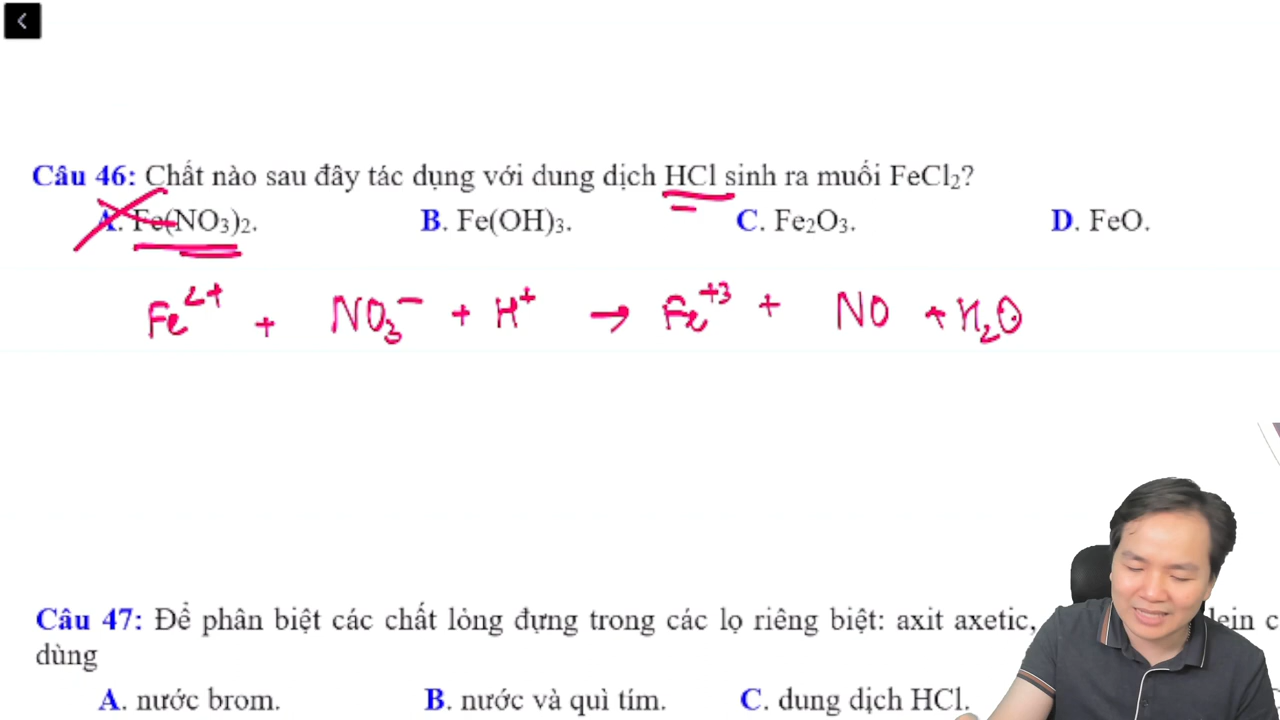 Câu 46: Chất nào sau đây tác dụng với dung dịch HCl sinh ra muối FeCl₂?
A. Fe(NO₃)₂. B. Fe(OH)₃. C. Fe₂O₃. D. FeO.
Fe²⁺ + NO₃⁻ + H⁺ → Fe⁺³ + NO + H₂O
Câu 47: Để phân biệt các chất lỏng đựng trong các lọ riêng biệt: axit axetic,
dùng
A. nước brom. B. nước và quì tím. C. dung dịch HCl.